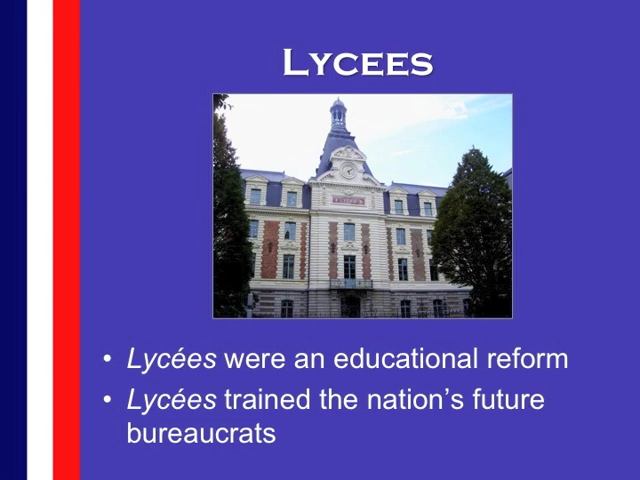 Lycees
• Lycées were an educational reform
• Lycées trained the nation's future
bureaucrats